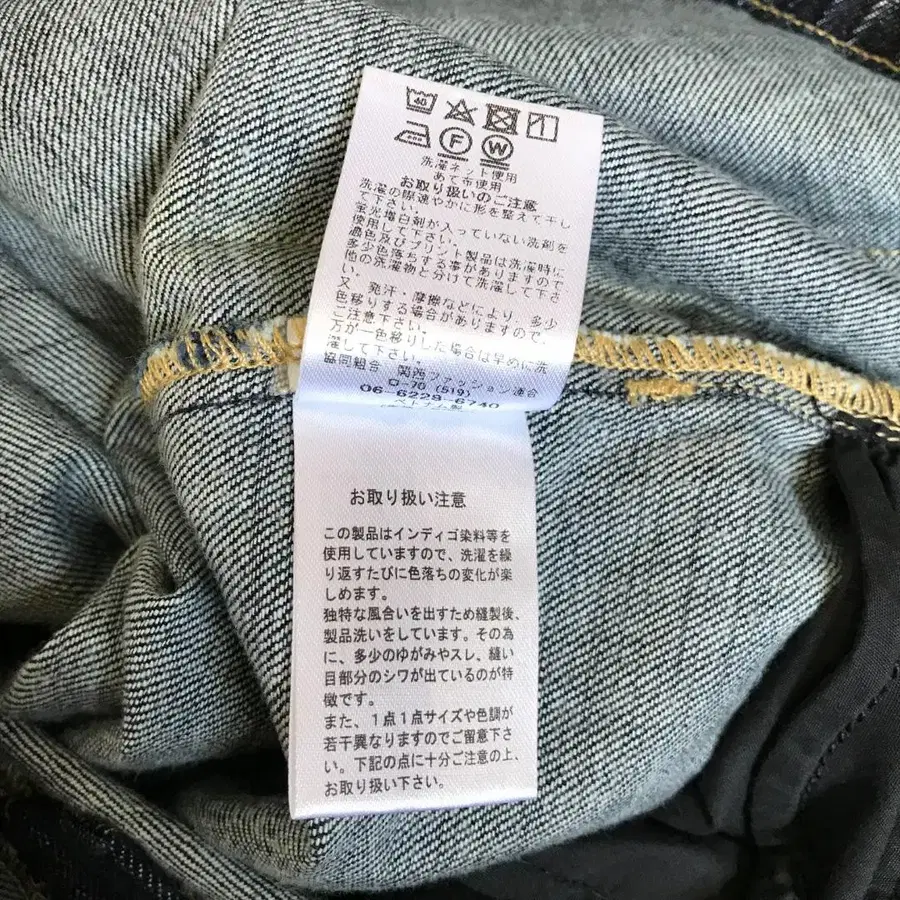 40
F W
洗濯ネット使用
あて布使用
お取り扱いのご注意
洗濯の際速やかに形を整えて干し
て下さい。
蛍光増白剤が入っていない洗剤を
使用して下さい。
濃色及びプリント製品は洗濯時に
多少色落ちする事がありますので
他の洗濯物と分けて洗濯して下さ
い。
又、発汗・摩擦などにより、多少
色移りする場合がありますので、
ご注意下さい。
万が一色移りした場合は早めに洗
濯して下さい。
協同組合 関西ファッション連合
ロ-70 (519)
06-6229-6740
ベトナム製
お取り扱い注意
この製品はインディゴ染料等を
使用していますので、洗濯を繰
り返すたびに色落ちの変化が楽
しめます。
独特な風合いを出すため縫製後、
製品洗いをしています。その為
に、多少のゆがみやスレ、縫い
目部分のシワが出ているのが特
徴です。
また、1点1点サイズや色調が
若干異なりますのでご留意下さ
い。下記の点に十分ご注意の上、
お取り扱い下さい。